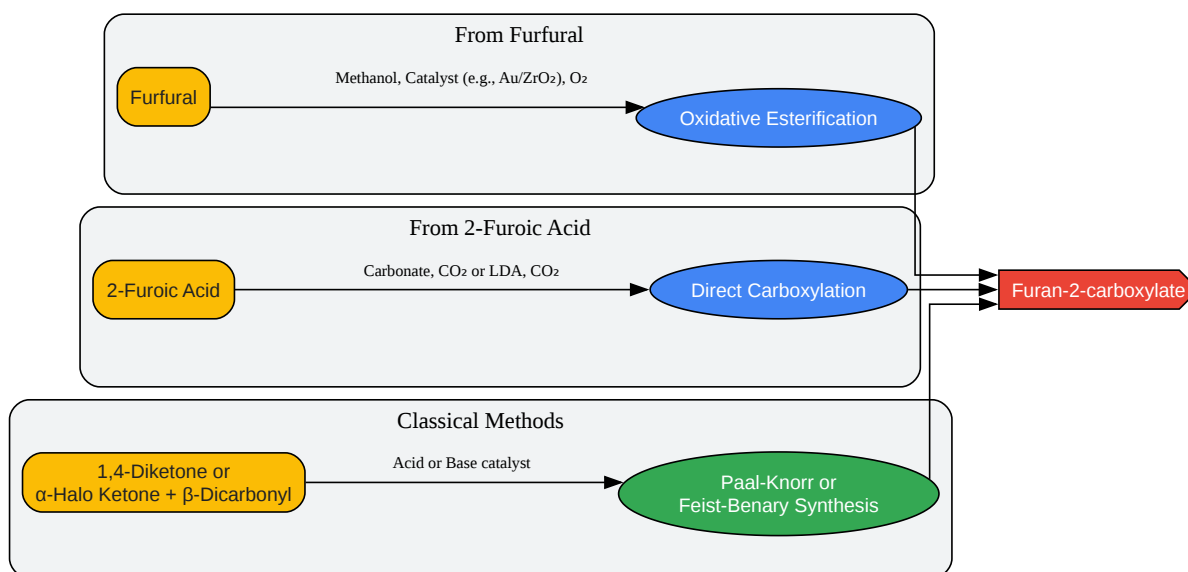 From Furfural
Methanol, Catalyst (e.g., Au/ZrO₂), O₂
Furfural
Oxidative Esterification
From 2-Furoic Acid
Carbonate, CO₂ or LDA, CO₂
2-Furoic Acid
Direct Carboxylation
Furan-2-carboxylate
Classical Methods
Acid or Base catalyst
1,4-Diketone or
α-Halo Ketone + β-Dicarbonyl
Paal-Knorr or
Feist-Benary Synthesis